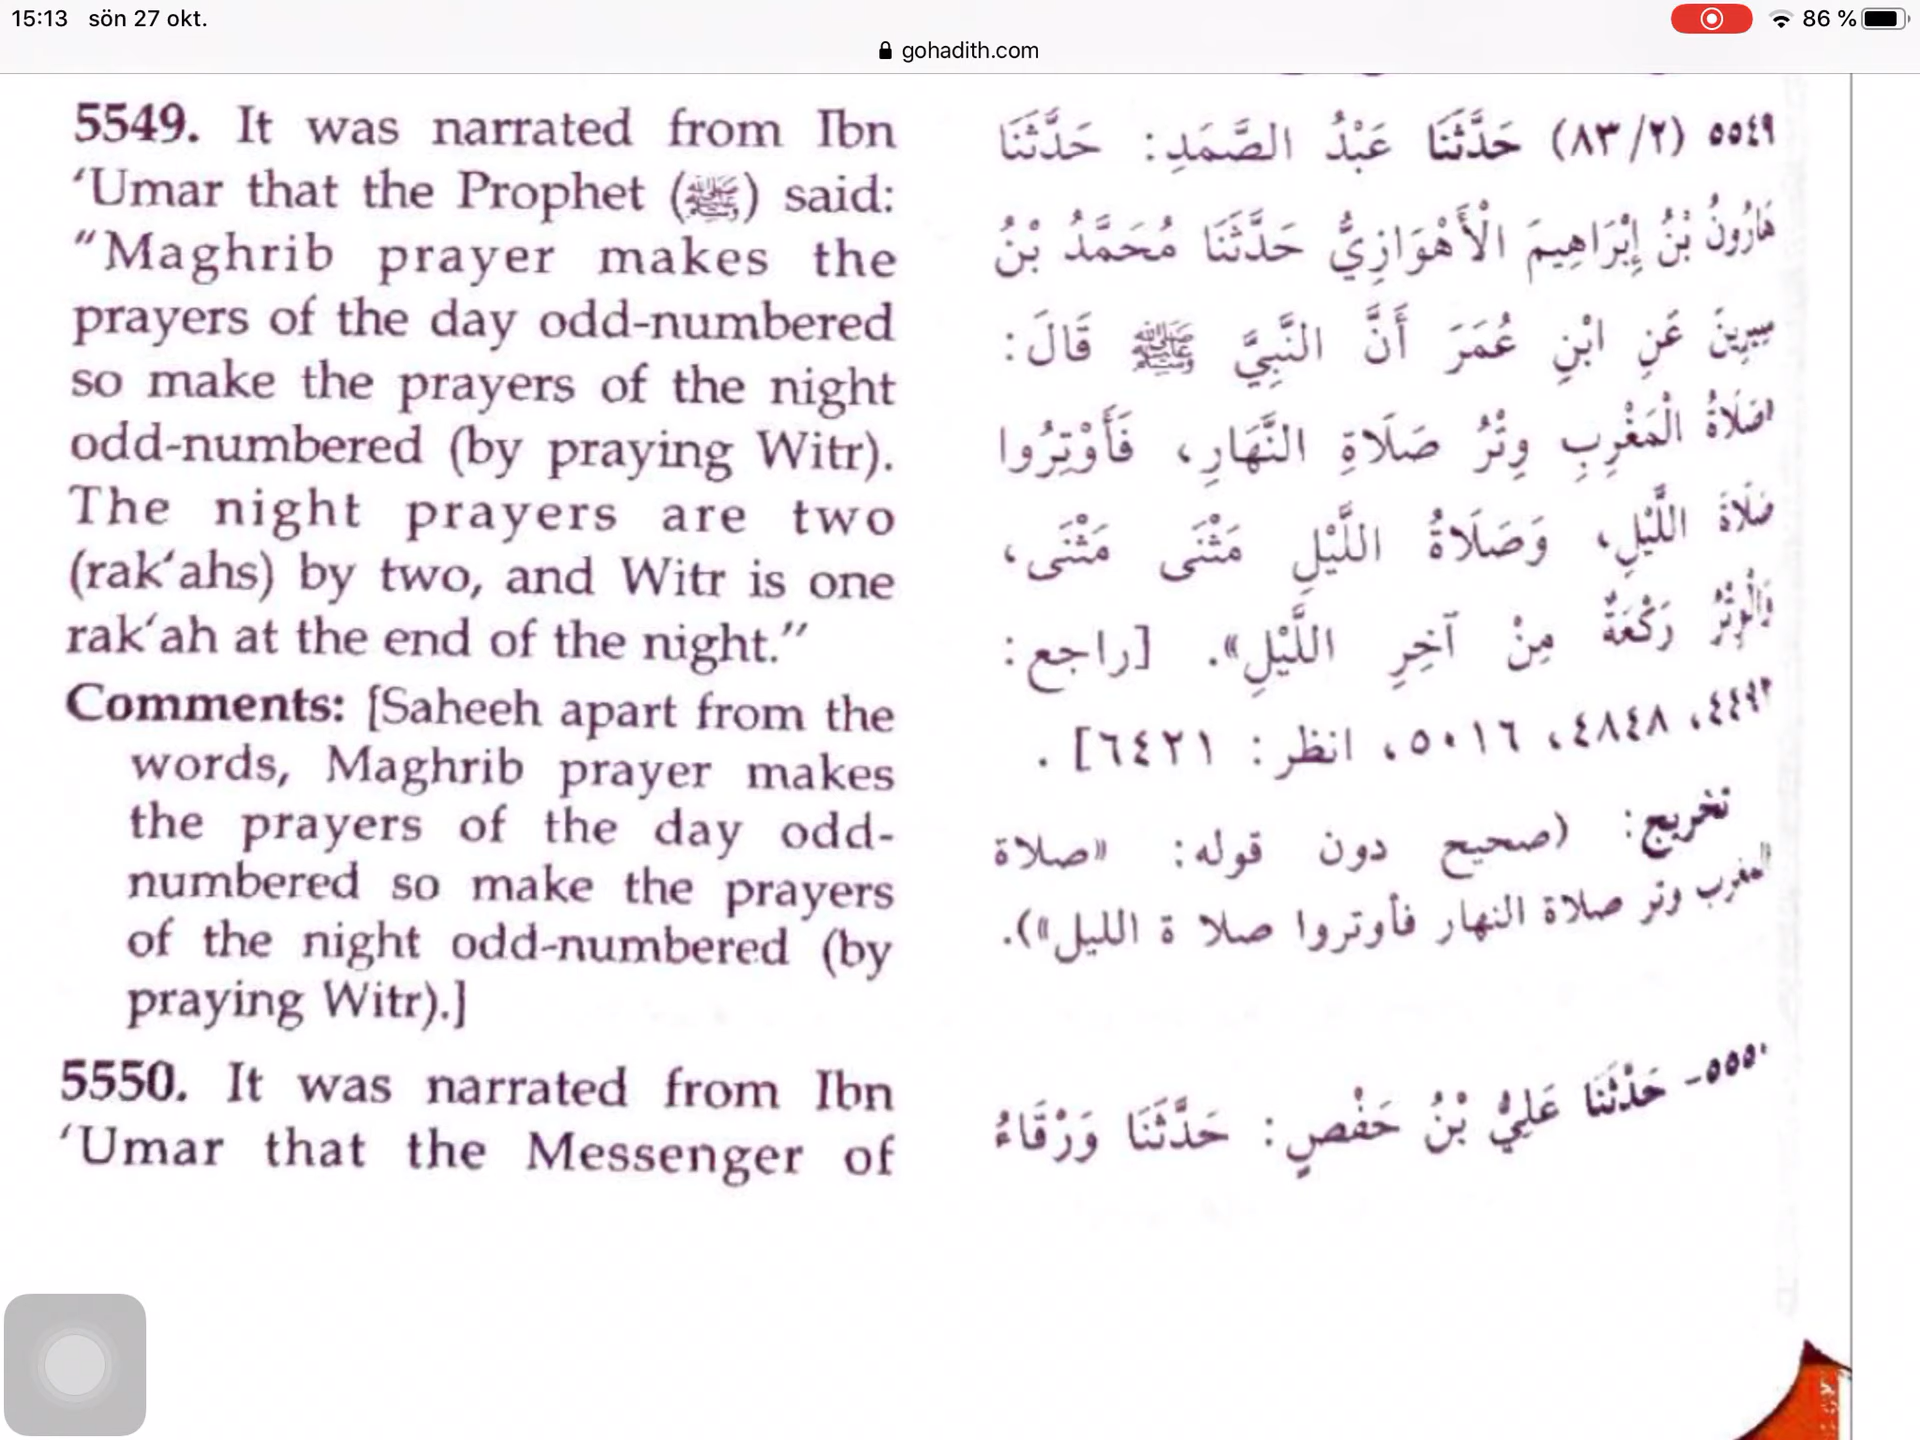 15:13 sön 27 okt.
86 %
gohadith.com
5549. It was narrated from Ibn
‘Umar that the Prophet (ﷺ) said:
“Maghrib prayer makes the
prayers of the day odd-numbered
so make the prayers of the night
odd-numbered (by praying Witr).
The night prayers are two
(rak‘ahs) by two, and Witr is one
rak‘ah at the end of the night.”
Comments: [Saheeh apart from the
words, Maghrib prayer makes
the prayers of the day odd-
numbered so make the prayers
of the night odd-numbered (by
praying Witr).]
5550. It was narrated from Ibn
‘Umar that the Messenger of
٥٥٤٩ (٨٣/٢) حَدَّثَنَا عَبْدُ الصَّمَدِ: حَدَّثَنَا
هَارُونُ بْنُ إِبْرَاهِيمَ الْأَهْوَازِيُّ حَدَّثَنَا مُحَمَّدُ بْنُ
سِيرِينَ عَنِ ابْنِ عُمَرَ أَنَّ النَّبِيَّ ﷺ قَالَ:
«صَلَاةُ الْمَغْرِبِ وِتْرُ صَلَاةِ النَّهَارِ، فَأَوْتِرُوا
صَلَاةَ اللَّيْلِ، وَصَلَاةُ اللَّيْلِ مَثْنَى مَثْنَى،
وَالْوِتْرُ رَكْعَةٌ مِنْ آخِرِ اللَّيْلِ». [راجع:
٤٤٩٢، ٤٨٤٨، ٥٠١٦، انظر: ٦٤٢١].
تخريج: (صحيح دون قوله: «صلاة
المغرب وتر صلاة النهار فأوتروا صلا ة الليل»).
٥٥٥٠- حَدَّثَنَا عَلِيُّ بْنُ حَفْصٍ: حَدَّثَنَا وَرْقَاءُ